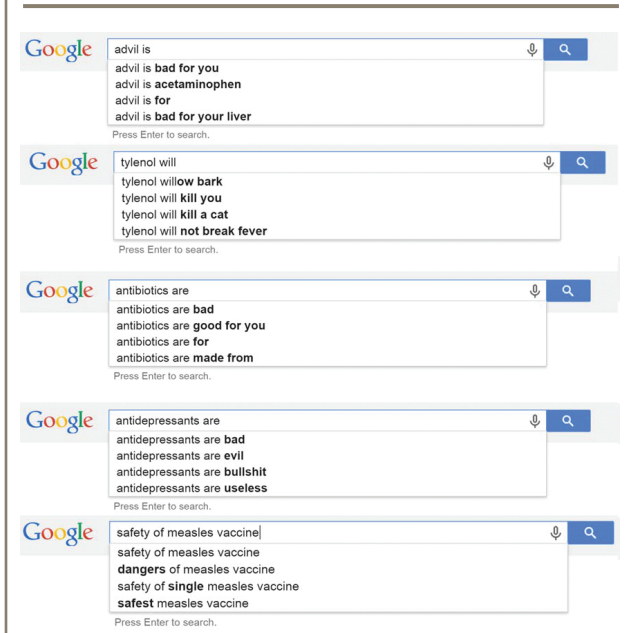 Google advil is
advil is bad for you
advil is acetaminophen
advil is for
advil is bad for your liver
Press Enter to search.
Google tylenol will
tylenol willow bark
tylenol will kill you
tylenol will kill a cat
tylenol will not break fever
Press Enter to search.
Google antibiotics are
antibiotics are bad
antibiotics are good for you
antibiotics are for
antibiotics are made from
Press Enter to search.
Google antidepressants are
antidepressants are bad
antidepressants are evil
antidepressants are bullshit
antidepressants are useless
Press Enter to search.
Google safety of measles vaccine
safety of measles vaccine
dangers of measles vaccine
safety of single measles vaccine
safest measles vaccine
Press Enter to search.